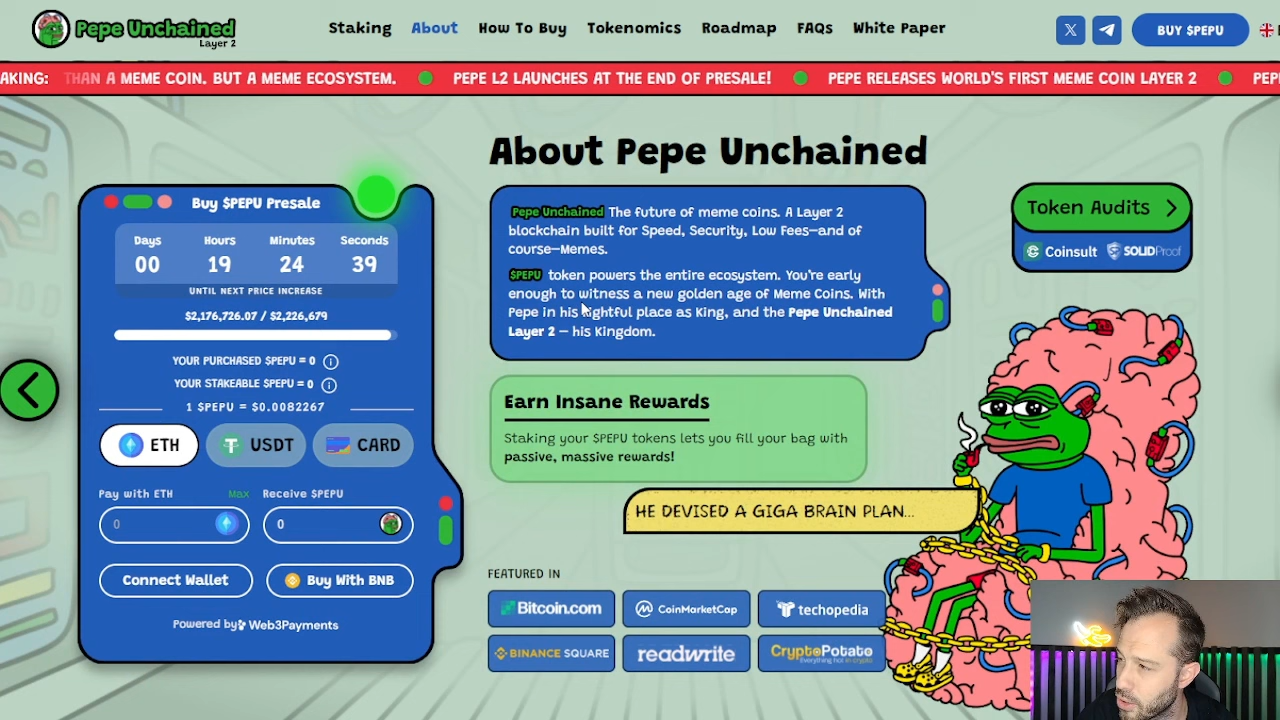 Pepe Unchained
Layer 2
Staking
About
How To Buy
Tokenomics
Roadmap
FAQs
White Paper
BUY $PEPU
AKING: THAN A MEME COIN. BUT A MEME ECOSYSTEM.
PEPE L2 LAUNCHES AT THE END OF PRESALE!
PEPE RELEASES WORLD'S FIRST MEME COIN LAYER 2
About Pepe Unchained
Buy $PEPU Presale
Days Hours Minutes Seconds
00 19 24 39
UNTIL NEXT PRICE INCREASE
$2,176,726.07 / $2,226,679
YOUR PURCHASED $PEPU = 0
YOUR STAKEABLE $PEPU = 0
1 $PEPU = $0.0082267
ETH
USDT
CARD
Pay with ETH
Max
Receive $PEPU
0
0
Connect Wallet
Buy With BNB
Powered by Web3Payments
Pepe Unchained The future of meme coins. A Layer 2
blockchain built for Speed, Security, Low Fees—and of
course—Memes.
$PEPU token powers the entire ecosystem. You're early
enough to witness a new golden age of Meme Coins. With
Pepe in his rightful place as King, and the Pepe Unchained
Layer 2 – his Kingdom.
Earn Insane Rewards
Staking your $PEPU tokens lets you fill your bag with
passive, massive rewards!
HE DEVISED A GIGA BRAIN PLAN...
FEATURED IN
Bitcoin.com
CoinMarketCap
techopedia
BINANCE SQUARE
readwrite
CryptoPotato
Everything not in crypto
Token Audits
Coinsult
SOLIDProof